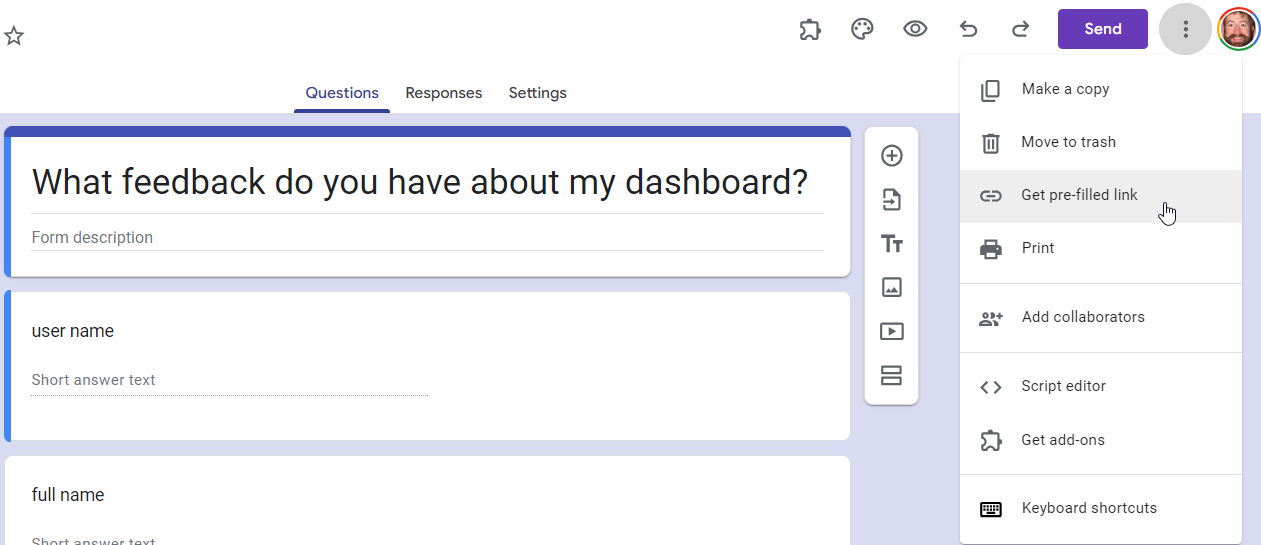 Send
Questions Responses Settings
What feedback do you have about my dashboard?
Form description
user name
Short answer text
full name
Short answer text
Make a copy
Move to trash
Get pre-filled link
Print
Add collaborators
Script editor
Get add-ons
Keyboard shortcuts